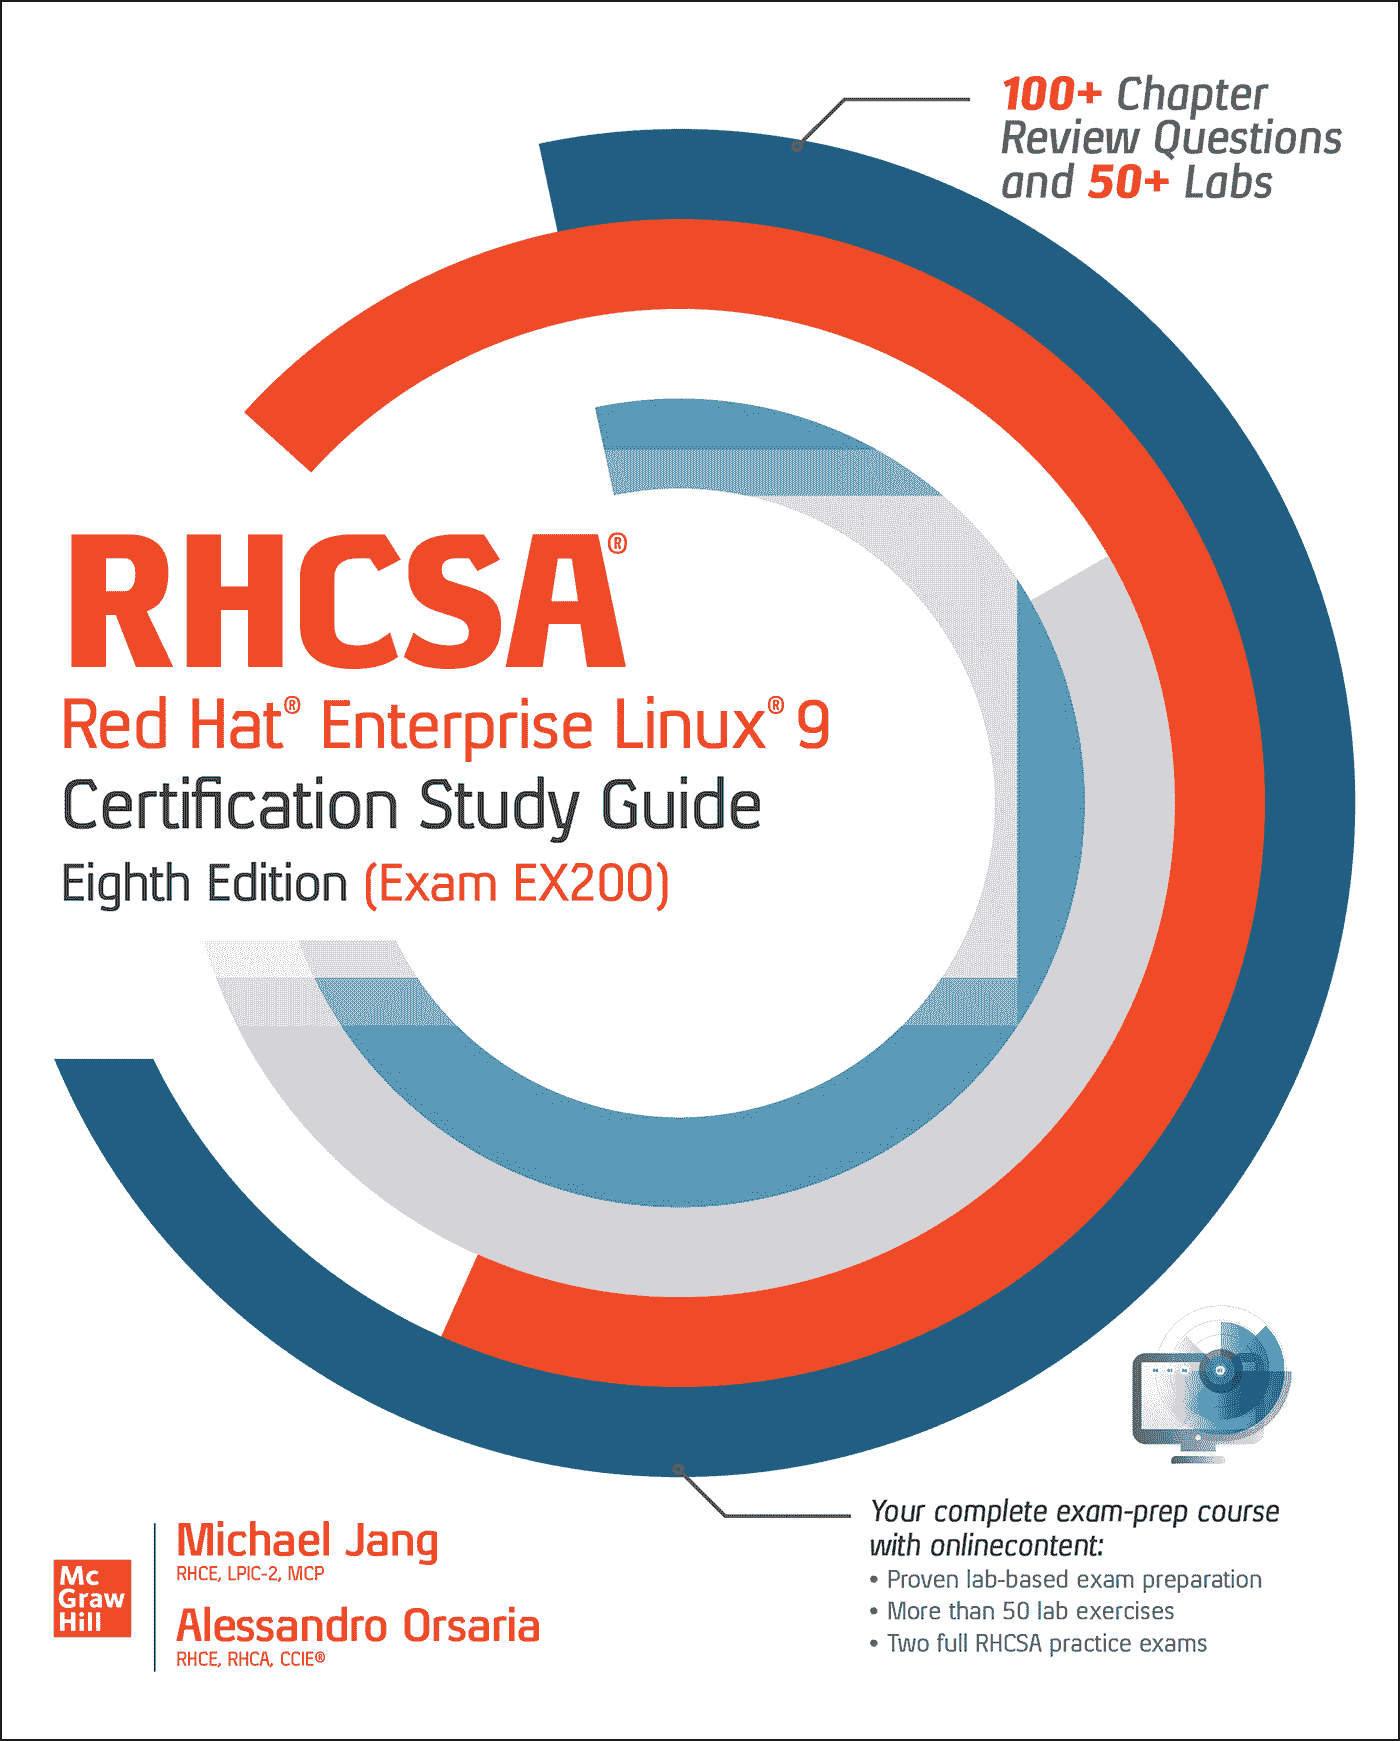 100+ Chapter
Review Questions
and 50+ Labs
RHCSA®
Red Hat® Enterprise Linux® 9
Certification Study Guide
Eighth Edition (Exam EX200)
Your complete exam-prep course
with onlinecontent:
• Proven lab-based exam preparation
• More than 50 lab exercises
• Two full RHCSA practice exams
Michael Jang
RHCE, LPIC-2, MCP
Alessandro Orsaria
RHCE, RHCA, CCIE®
Mc
Graw
Hill